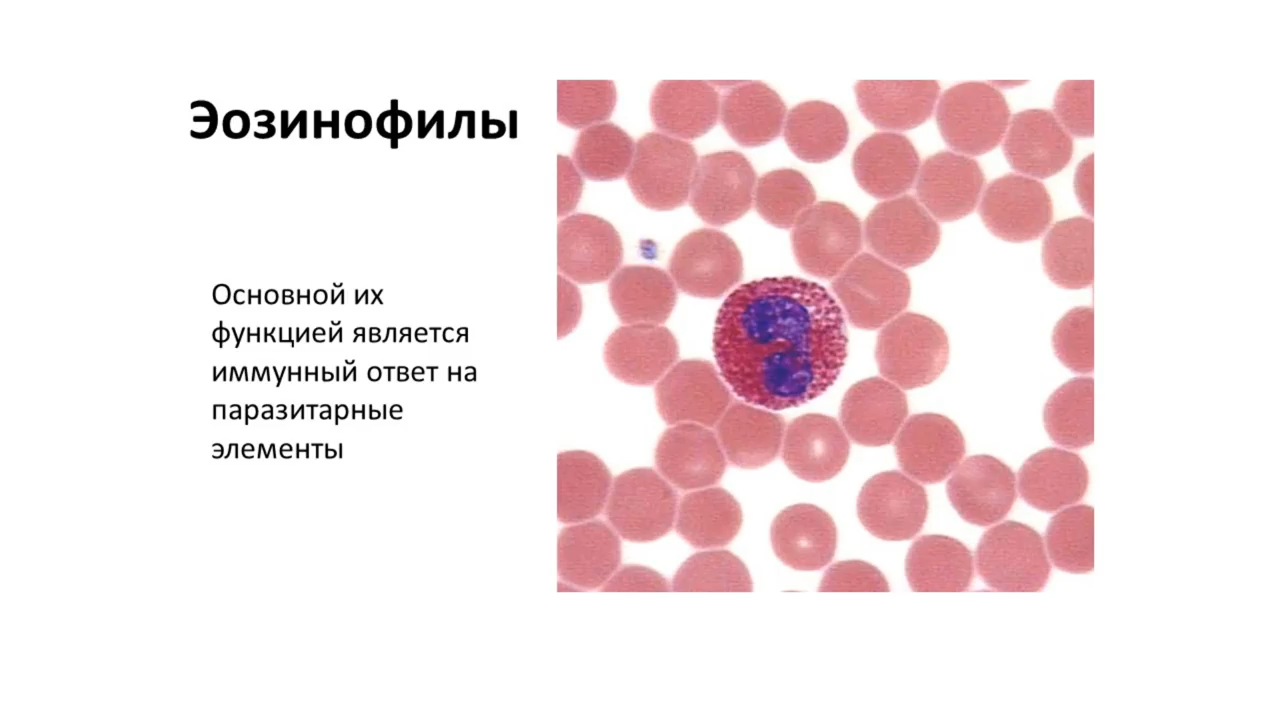 Эозинофилы
Основной их
функцией является
иммунный ответ на
паразитарные
элементы